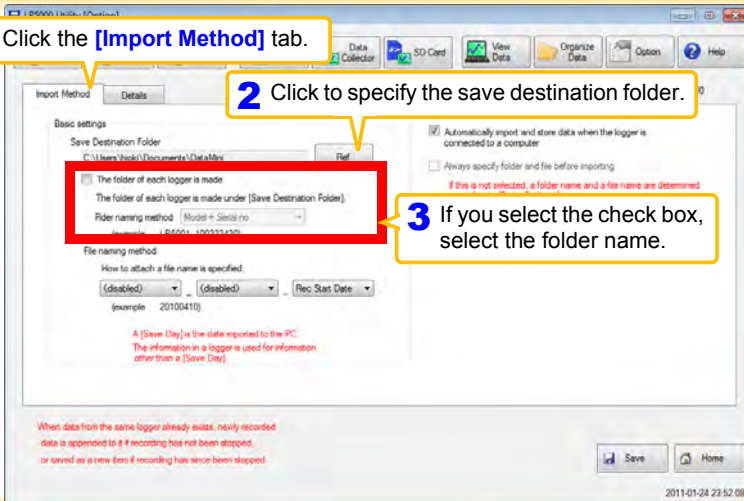 LR5000 Utility [Option]
Click the [Import Method] tab.
Data Collector
SD Card
View Data
Organize Data
Option
Help
Import Method
Details
2 Click to specify the save destination folder.
Basic settings
Save Destination Folder
C:\Users\hioki\Documents\DataMini
Ref
Automatically import and store data when the logger is
connected to a computer
Always specify folder and file before importing
If this is not selected, a folder name and a file name are determined
The folder of each logger is made.
The folder of each logger is made under [Save Destination Folder].
Flder naming method
Model + Serial no
(example LR5001_100323430)
3 If you select the check box,
select the folder name.
File naming method
How to attach a file name is specified.
(disabled) _ (disabled) _ Rec Start Date
(example 20100410)
A [Save Day] is the date imported to the PC.
The information in a logger is used for information
other than a [Save Day].
When data from the same logger already exists, newly recorded
data is appended to it if recording has not been stopped
or saved as a new item if recording has since been stopped.
Save
Home
2011-01-24 23:52:08